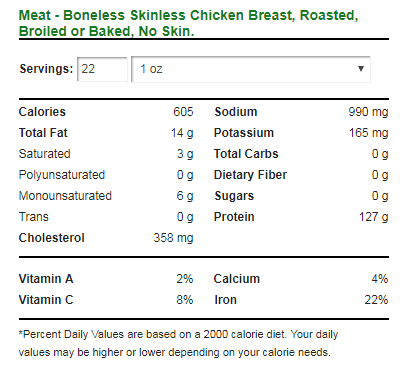 Meat - Boneless Skinless Chicken Breast, Roasted,
Broiled or Baked, No Skin.
Servings: 22 1 oz
Calories 605 Sodium 990 mg
Total Fat 14 g Potassium 165 mg
Saturated 3 g Total Carbs 0 g
Polyunsaturated 0 g Dietary Fiber 0 g
Monounsaturated 6 g Sugars 0 g
Trans 0 g Protein 127 g
Cholesterol 358 mg
Vitamin A 2% Calcium 4%
Vitamin C 8% Iron 22%
*Percent Daily Values are based on a 2000 calorie diet. Your daily
values may be higher or lower depending on your calorie needs.